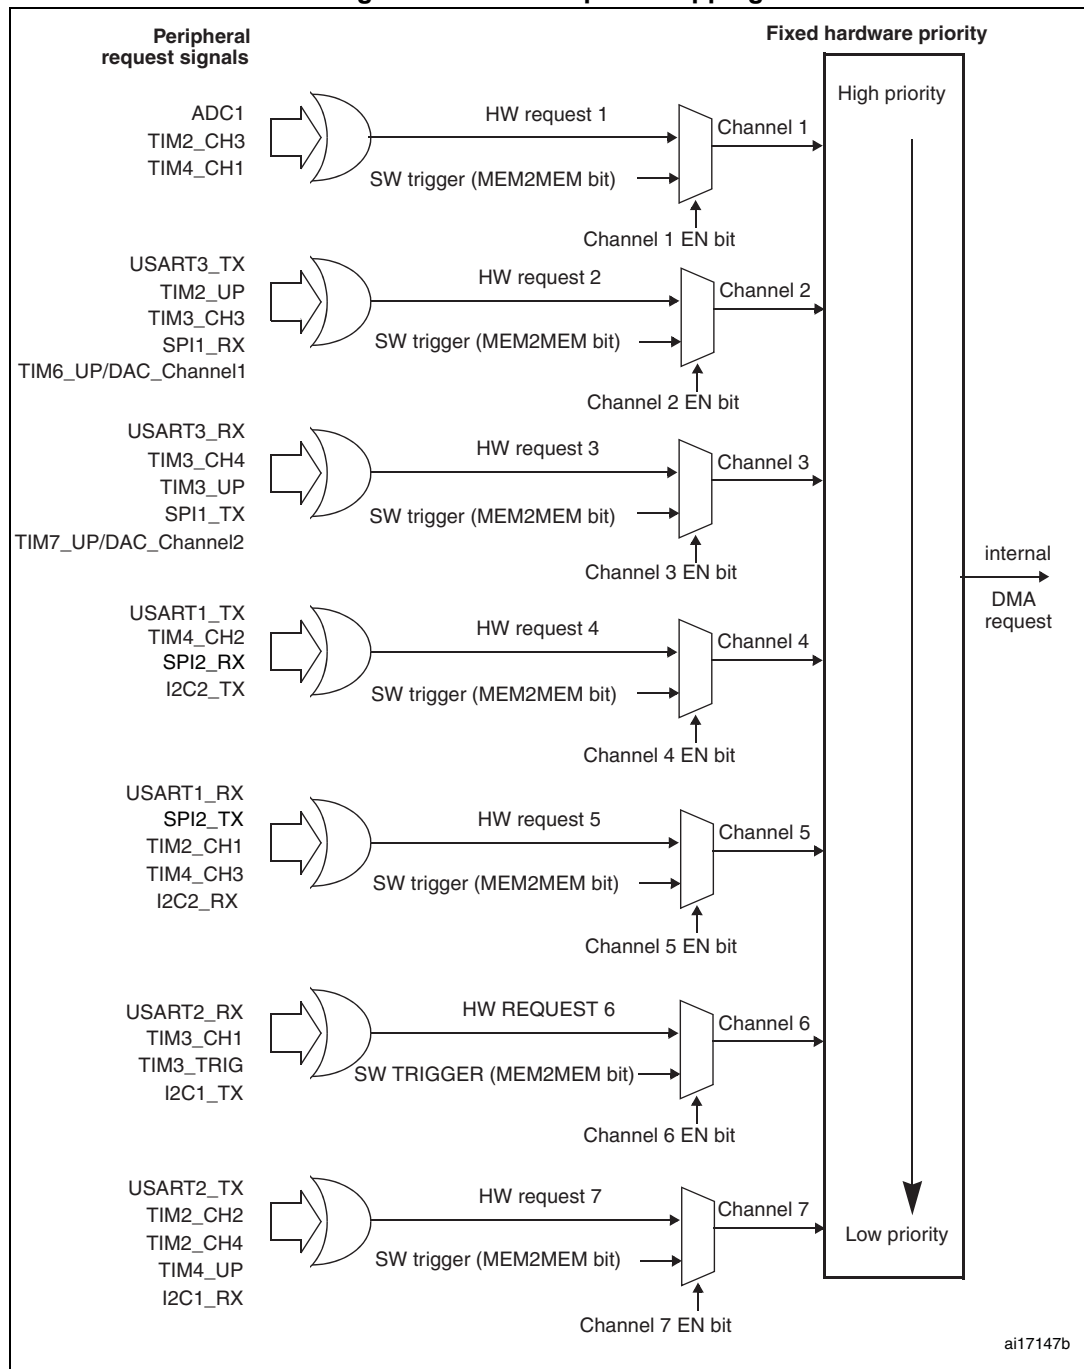 Peripheral
request signals
Fixed hardware priority
High priority
ADC1
TIM2_CH3
TIM4_CH1
HW request 1
SW trigger (MEM2MEM bit)
Channel 1
Channel 1 EN bit
USART3_TX
TIM2_UP
TIM3_CH3
SPI1_RX
TIM6_UP/DAC_Channel1
HW request 2
SW trigger (MEM2MEM bit)
Channel 2
Channel 2 EN bit
USART3_RX
TIM3_CH4
TIM3_UP
SPI1_TX
TIM7_UP/DAC_Channel2
HW request 3
SW trigger (MEM2MEM bit)
Channel 3
Channel 3 EN bit
internal
DMA
request
USART1_TX
TIM4_CH2
SPI2_RX
I2C2_TX
HW request 4
SW trigger (MEM2MEM bit)
Channel 4
Channel 4 EN bit
USART1_RX
SPI2_TX
TIM2_CH1
TIM4_CH3
I2C2_RX
HW request 5
SW trigger (MEM2MEM bit)
Channel 5
Channel 5 EN bit
USART2_RX
TIM3_CH1
TIM3_TRIG
I2C1_TX
HW REQUEST 6
SW TRIGGER (MEM2MEM bit)
Channel 6
Channel 6 EN bit
USART2_TX
TIM2_CH2
TIM2_CH4
TIM4_UP
I2C1_RX
HW request 7
SW trigger (MEM2MEM bit)
Channel 7
Channel 7 EN bit
Low priority
ai17147b